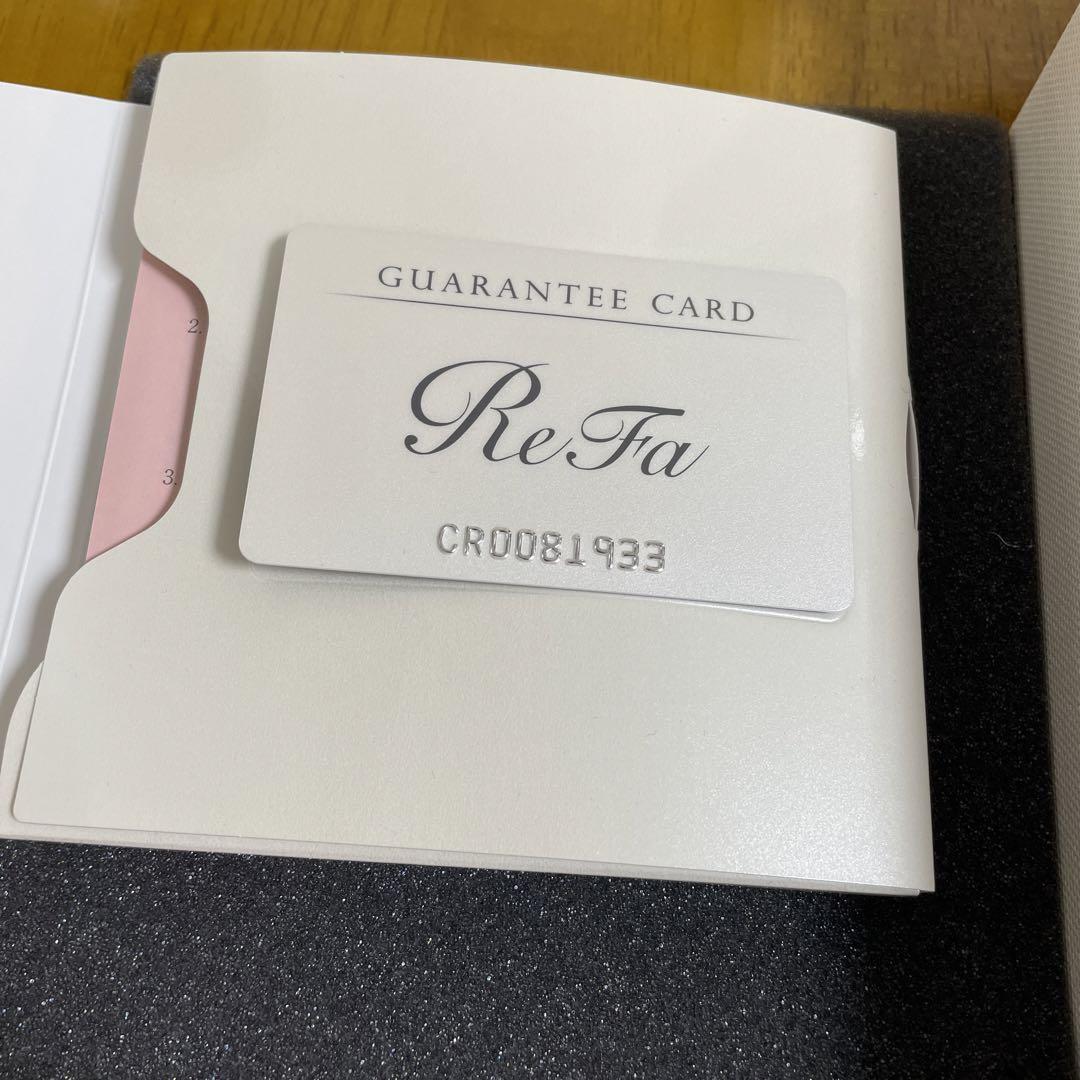 GUARANTEE CARD
2.
ReFa
3.
CR0081933